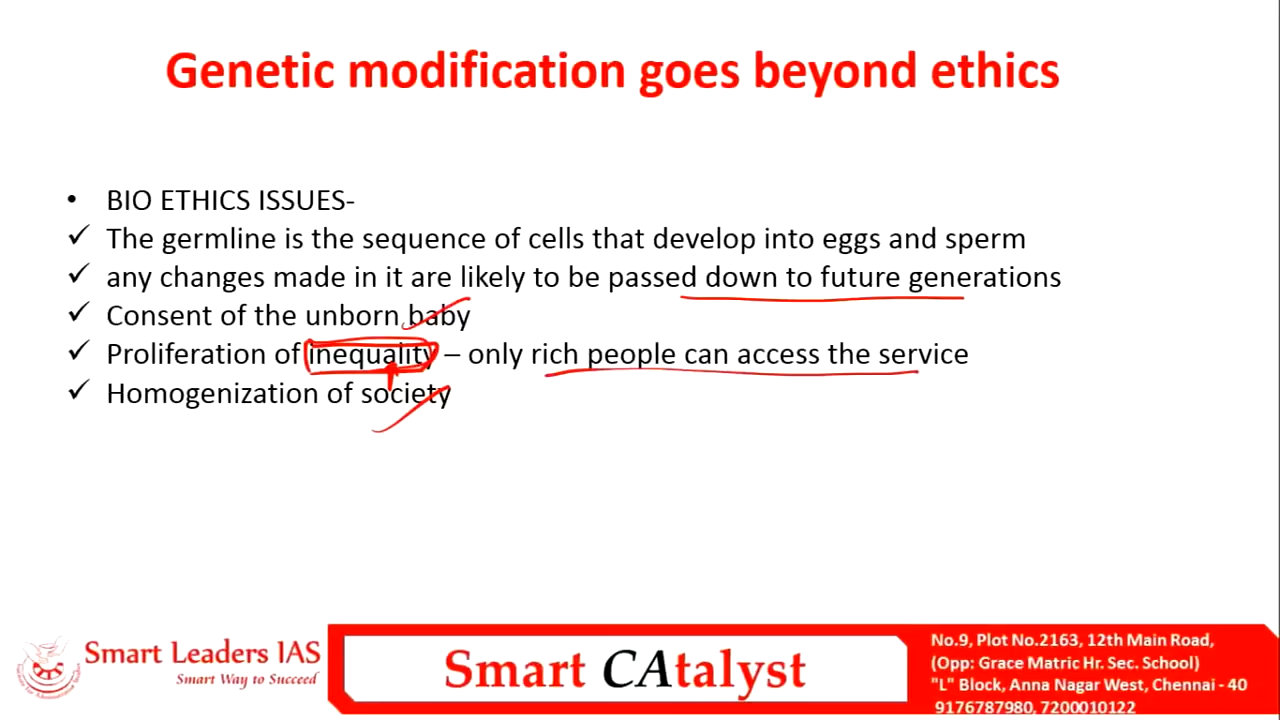 Genetic modification goes beyond ethics
• BIO ETHICS ISSUES-
✓ The germline is the sequence of cells that develop into eggs and sperm
✓ any changes made in it are likely to be passed down to future generations
✓ Consent of the unborn baby
✓ Proliferation of inequality – only rich people can access the service
✓ Homogenization of society
Smart Leaders IAS
Smart Way to Succeed
Smart CAtalyst
No.9, Plot No.2163, 12th Main Road,
(Opp: Grace Matric Hr. Sec. School)
"L" Block, Anna Nagar West, Chennai - 40
9176787980, 7200010122